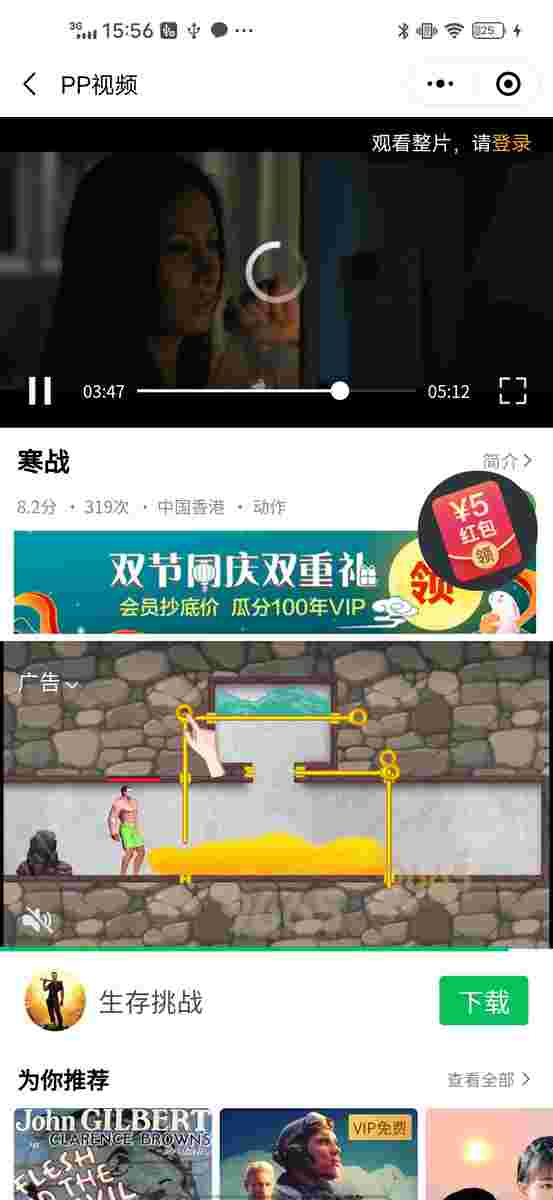 3G 15:56 25
PP视频
观看整片，请登录
03:47 05:12
寒战
简介
8.2分 · 319次 · 中国香港 · 动作
¥5
红包
领
双节同庆双重礼
会员抄底价 瓜分100年VIP
领
广告
生存挑战
下载
为你推荐
查看全部
John GILBERT
CLARENCE BROWN'S
FLESH
VIP免费